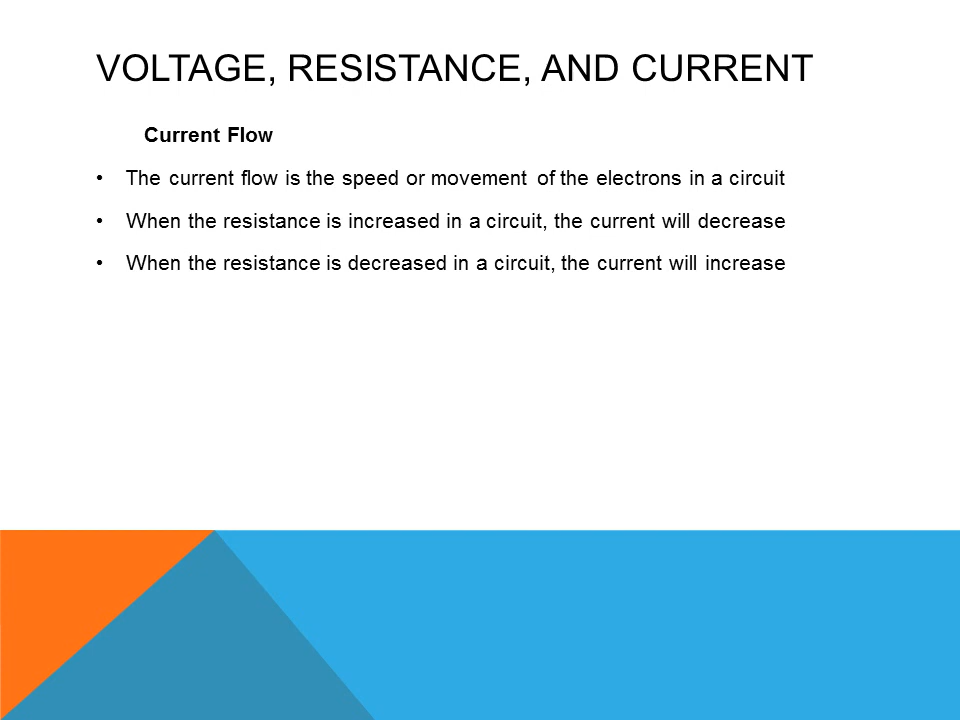 VOLTAGE, RESISTANCE, AND CURRENT
Current Flow
• The current flow is the speed or movement of the electrons in a circuit
• When the resistance is increased in a circuit, the current will decrease
• When the resistance is decreased in a circuit, the current will increase